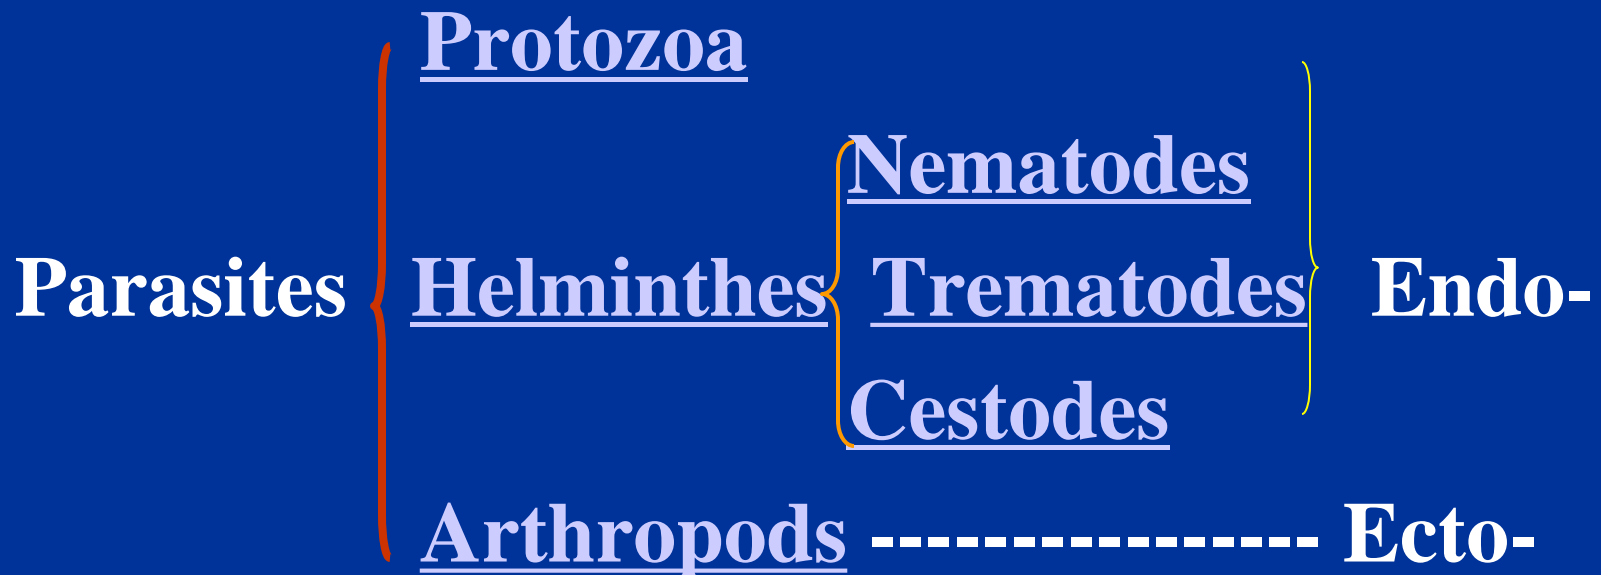 Protozoa
Nematodes
Parasites Helminthes Trematodes Endo-
Cestodes
Arthropods ---------------- Ecto-